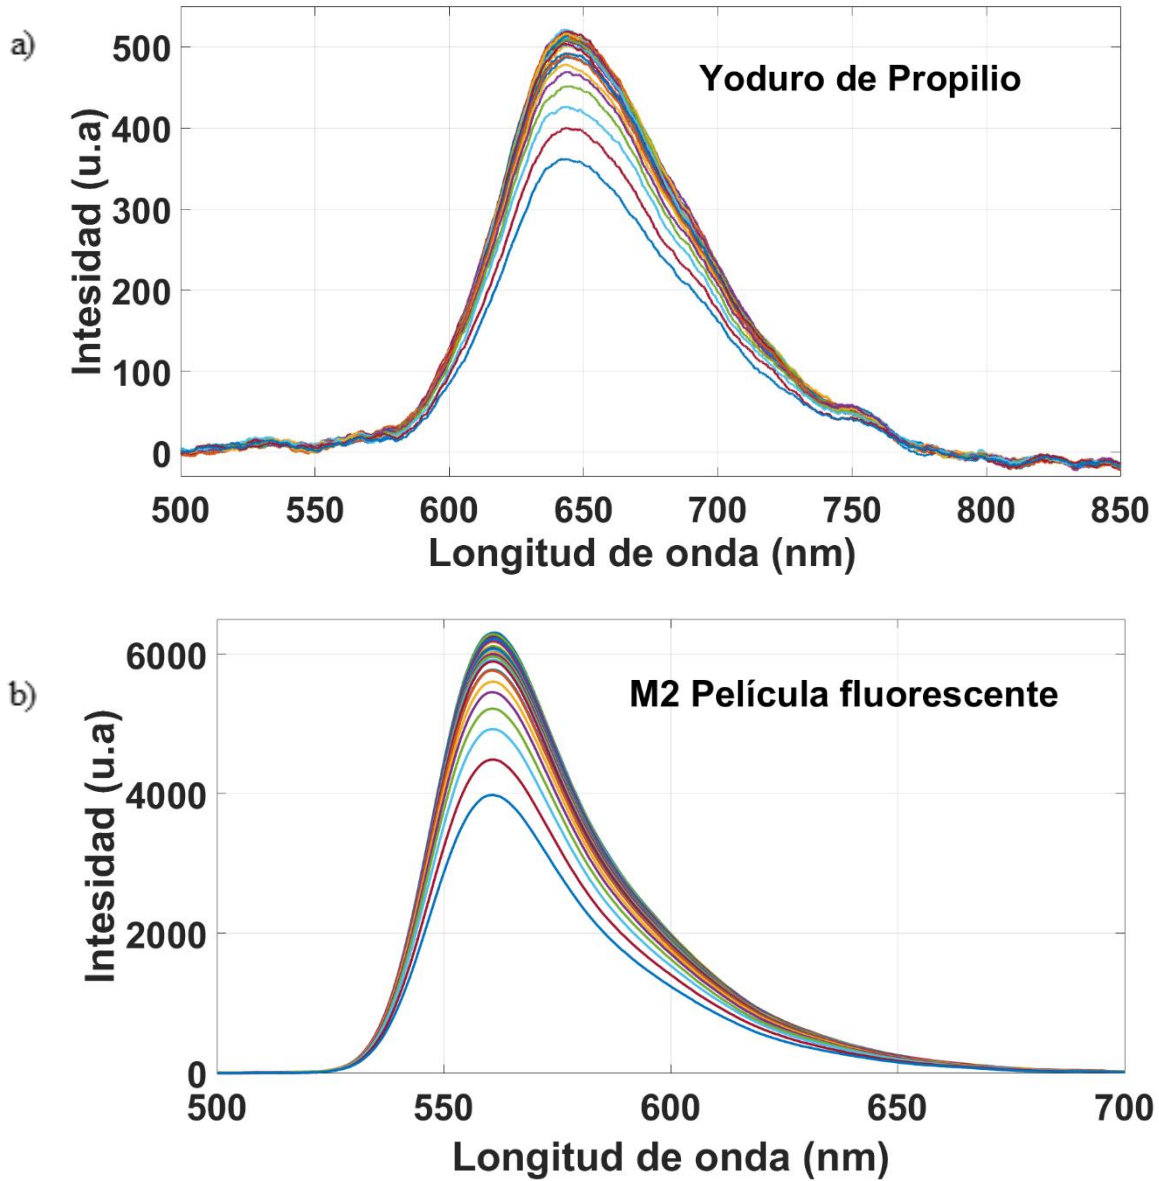 a)
Yoduro de Propilio
Intesidad (u.a)
500
400
300
200
100
0
500 550 600 650 700 750 800 850
Longitud de onda (nm)
b)
M2 Película fluorescente
Intesidad (u.a)
6000
4000
2000
0
500 550 600 650 700
Longitud de onda (nm)